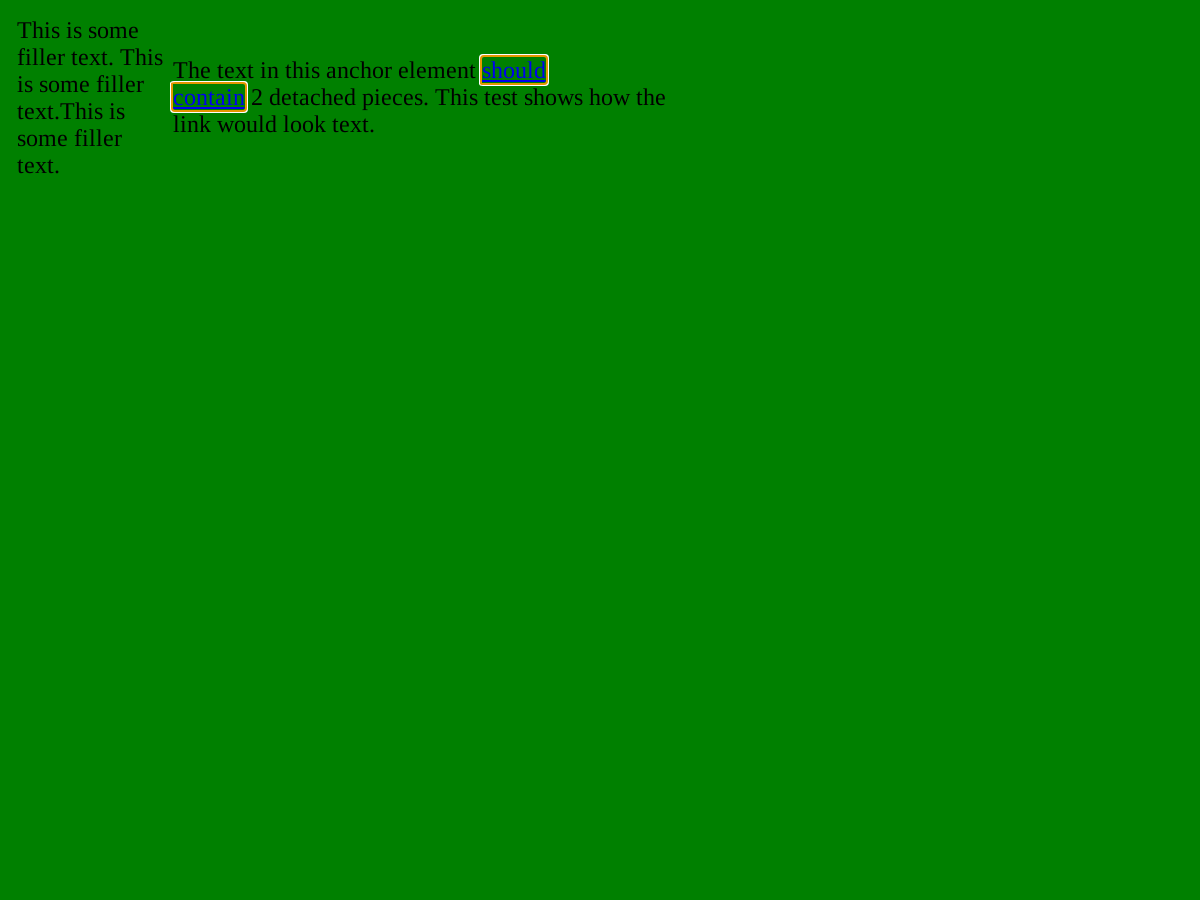 This is some
filler text. This
is some filler
text.This is
some filler
text.
The text in this anchor element should
contain 2 detached pieces. This test shows how the
link would look text.